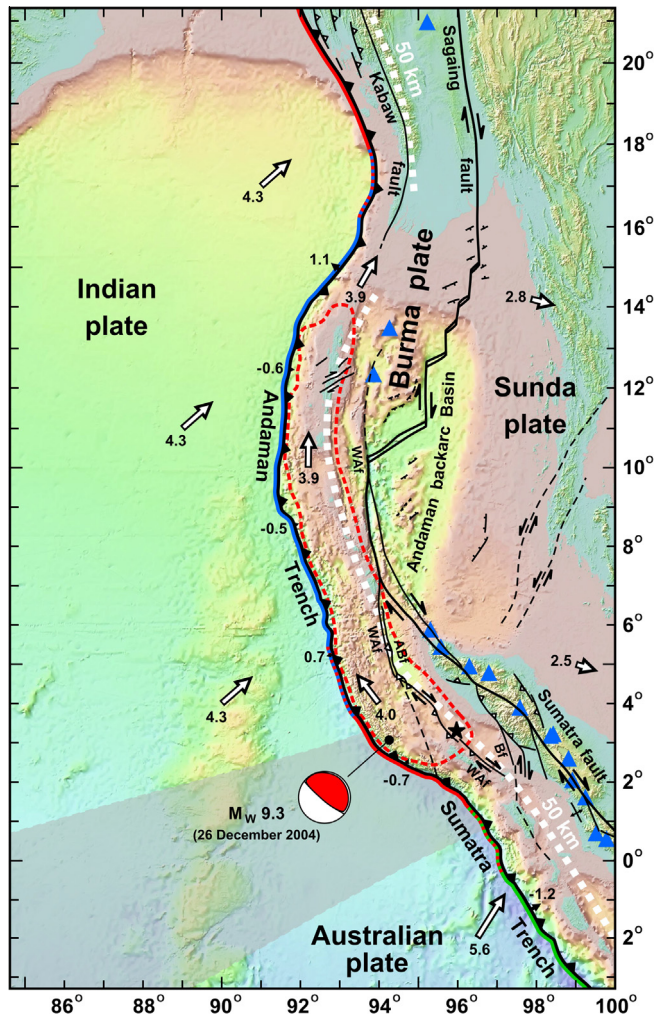 50 km
Kabaw
fault
Sagaing
fault
20°
18°
16°
14°
12°
10°
8°
6°
4°
2°
0°
2°
4.3
1.1
3.9
2.8
Indian
plate
Burma plate
Sunda
plate
-0.6
Andaman
Trench
4.3
3.9
WAf
Andaman backarc Basin
-0.5
0.7
WAf
ABf
4.3
4.0
2.5
Sumatra fault
Bf
WAf
-0.7
MW 9.3
(26 December 2004)
50 km
Sumatra
Trench
-1.2
5.6
Australian
plate
86°
88°
90°
92°
94°
96°
98°
100°